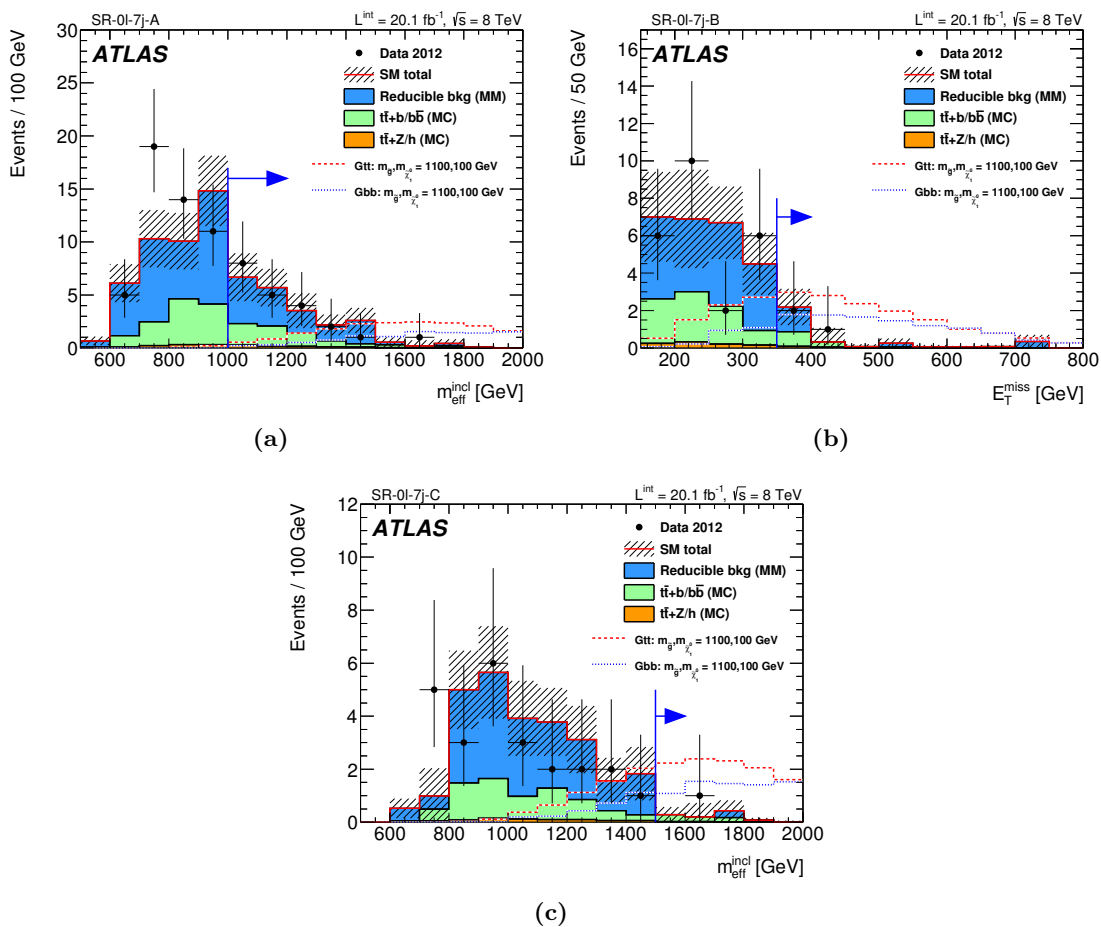 SR-0l-7j-A
L^int = 20.1 fb^-1, √s = 8 TeV
ATLAS
Data 2012
SM total
Reducible bkg (MM)
tt̄+b/bb̄ (MC)
tt̄+Z/h (MC)
Gtt: m_g̃,m_χ̃⁰₁ = 1100,100 GeV
Gbb: m_g̃,m_χ̃⁰₁ = 1100,100 GeV
Events / 100 GeV
30
25
20
15
10
5
0
600 800 1000 1200 1400 1600 1800 2000
m_eff^incl [GeV]
(a)
SR-0l-7j-B
L^int = 20.1 fb^-1, √s = 8 TeV
ATLAS
Data 2012
SM total
Reducible bkg (MM)
tt̄+b/bb̄ (MC)
tt̄+Z/h (MC)
Gtt: m_g̃,m_χ̃⁰₁ = 1100,100 GeV
Gbb: m_g̃,m_χ̃⁰₁ = 1100,100 GeV
Events / 50 GeV
16
14
12
10
8
6
4
2
0
200 300 400 500 600 700 800
E_T^miss [GeV]
(b)
SR-0l-7j-C
L^int = 20.1 fb^-1, √s = 8 TeV
ATLAS
Data 2012
SM total
Reducible bkg (MM)
tt̄+b/bb̄ (MC)
tt̄+Z/h (MC)
Gtt: m_g̃,m_χ̃⁰₁ = 1100,100 GeV
Gbb: m_g̃,m_χ̃⁰₁ = 1100,100 GeV
Events / 100 GeV
12
10
8
6
4
2
0
600 800 1000 1200 1400 1600 1800 2000
m_eff^incl [GeV]
(c)